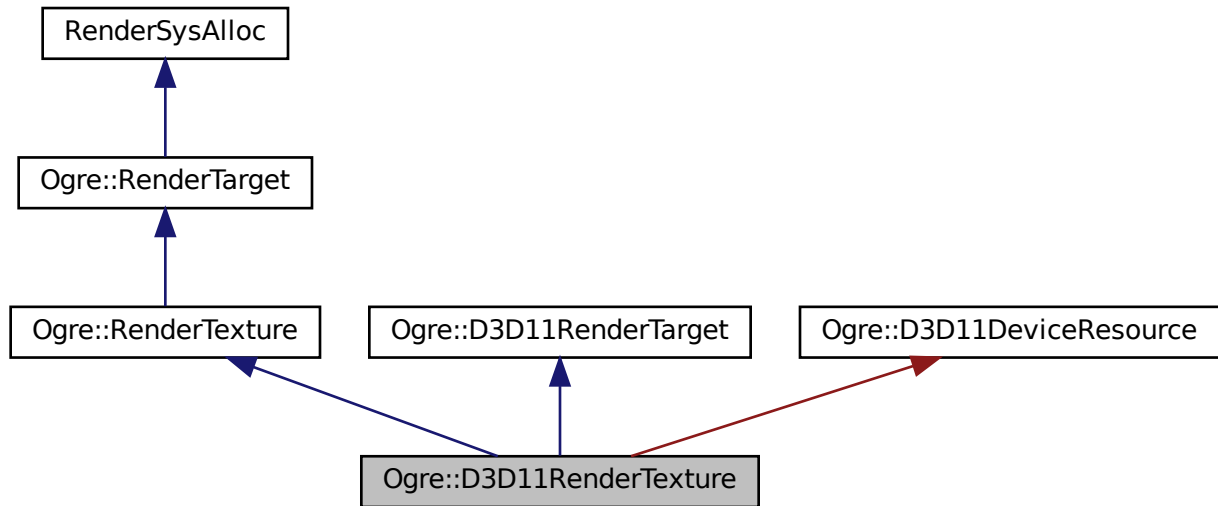 RenderSysAlloc
Ogre::RenderTarget
Ogre::RenderTexture
Ogre::D3D11RenderTarget
Ogre::D3D11DeviceResource
Ogre::D3D11RenderTexture